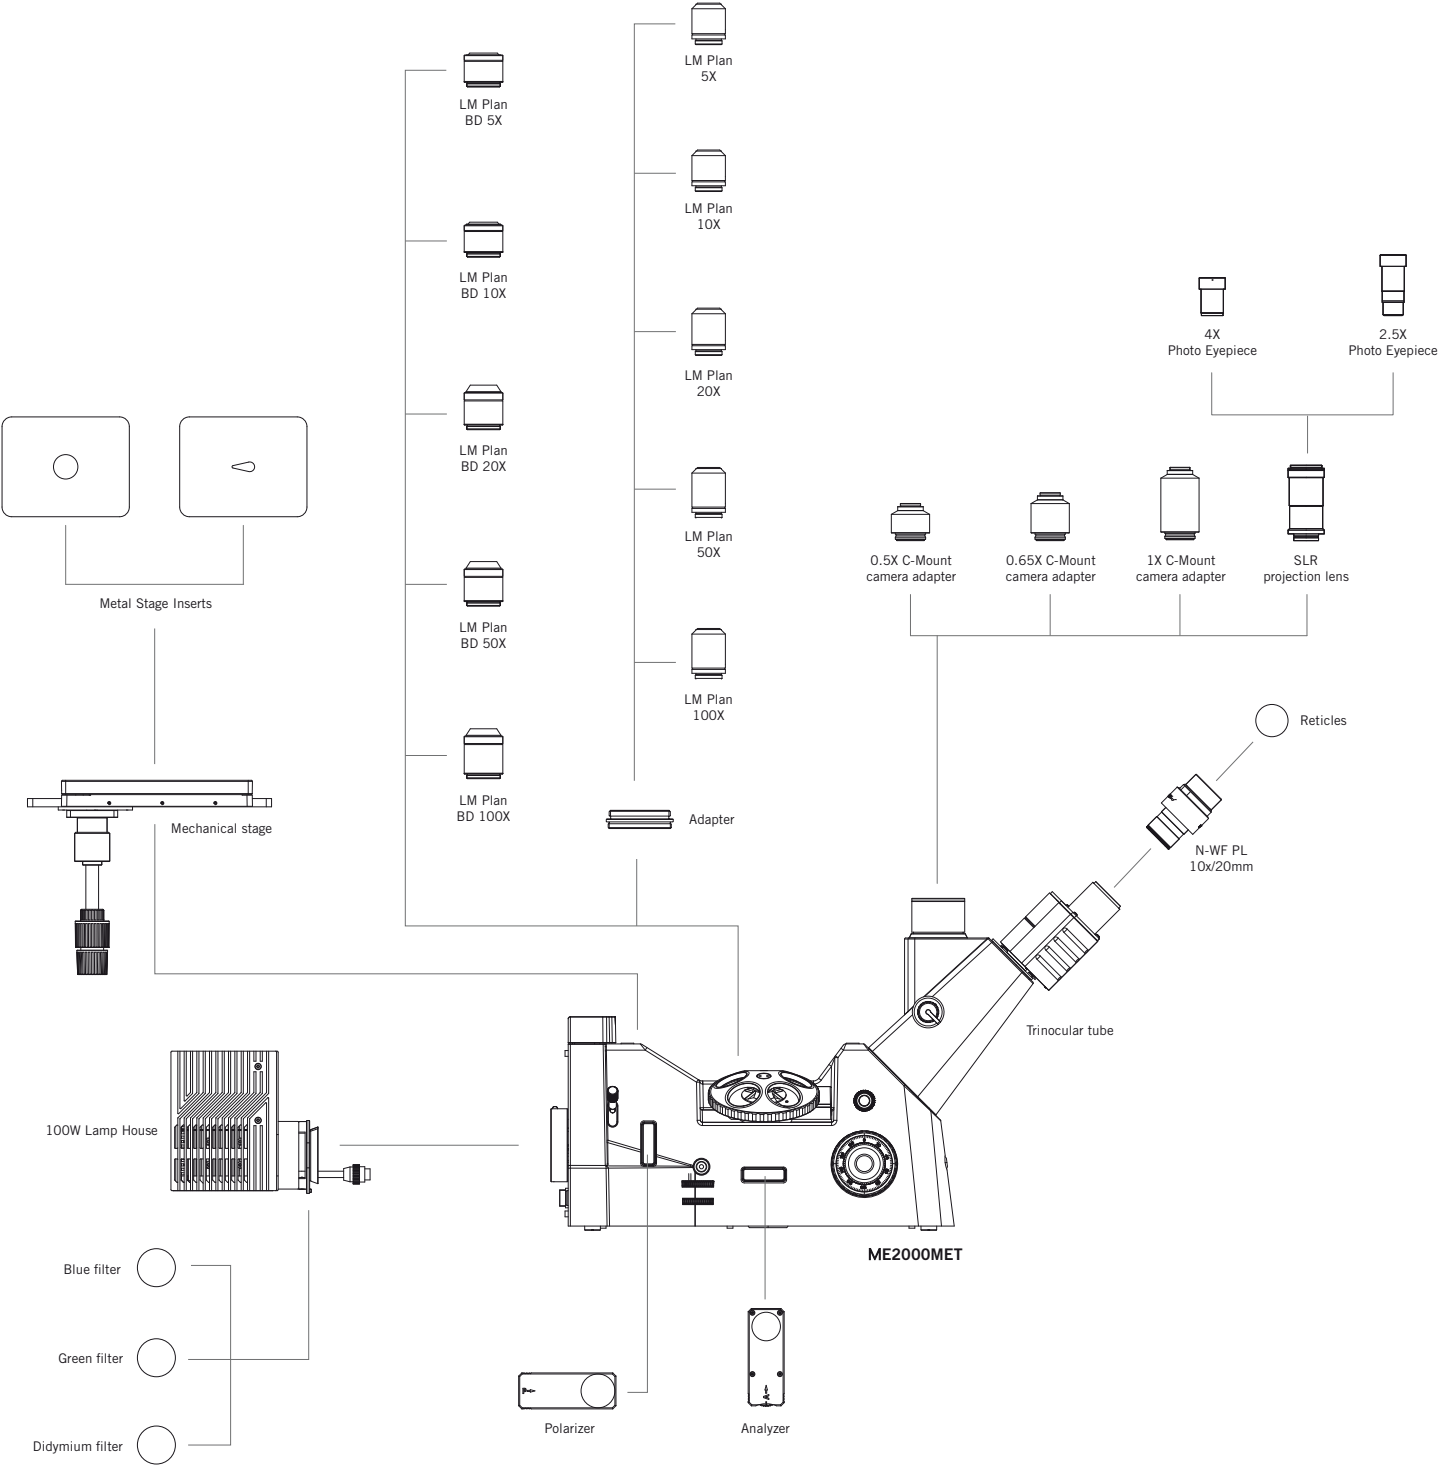 LM Plan
5X
LM Plan
BD 5X
LM Plan
10X
LM Plan
BD 10X
4X
Photo Eyepiece
2.5X
Photo Eyepiece
LM Plan
20X
LM Plan
BD 20X
LM Plan
50X
0.5X C-Mount
camera adapter
0.65X C-Mount
camera adapter
1X C-Mount
camera adapter
SLR
projection lens
Metal Stage Inserts
LM Plan
BD 50X
LM Plan
100X
Reticles
LM Plan
BD 100X
Adapter
Mechanical stage
N-WF PL
10x/20mm
Trinocular tube
100W Lamp House
ME2000MET
Blue filter
Green filter
P
A
Polarizer
Analyzer
Didymium filter